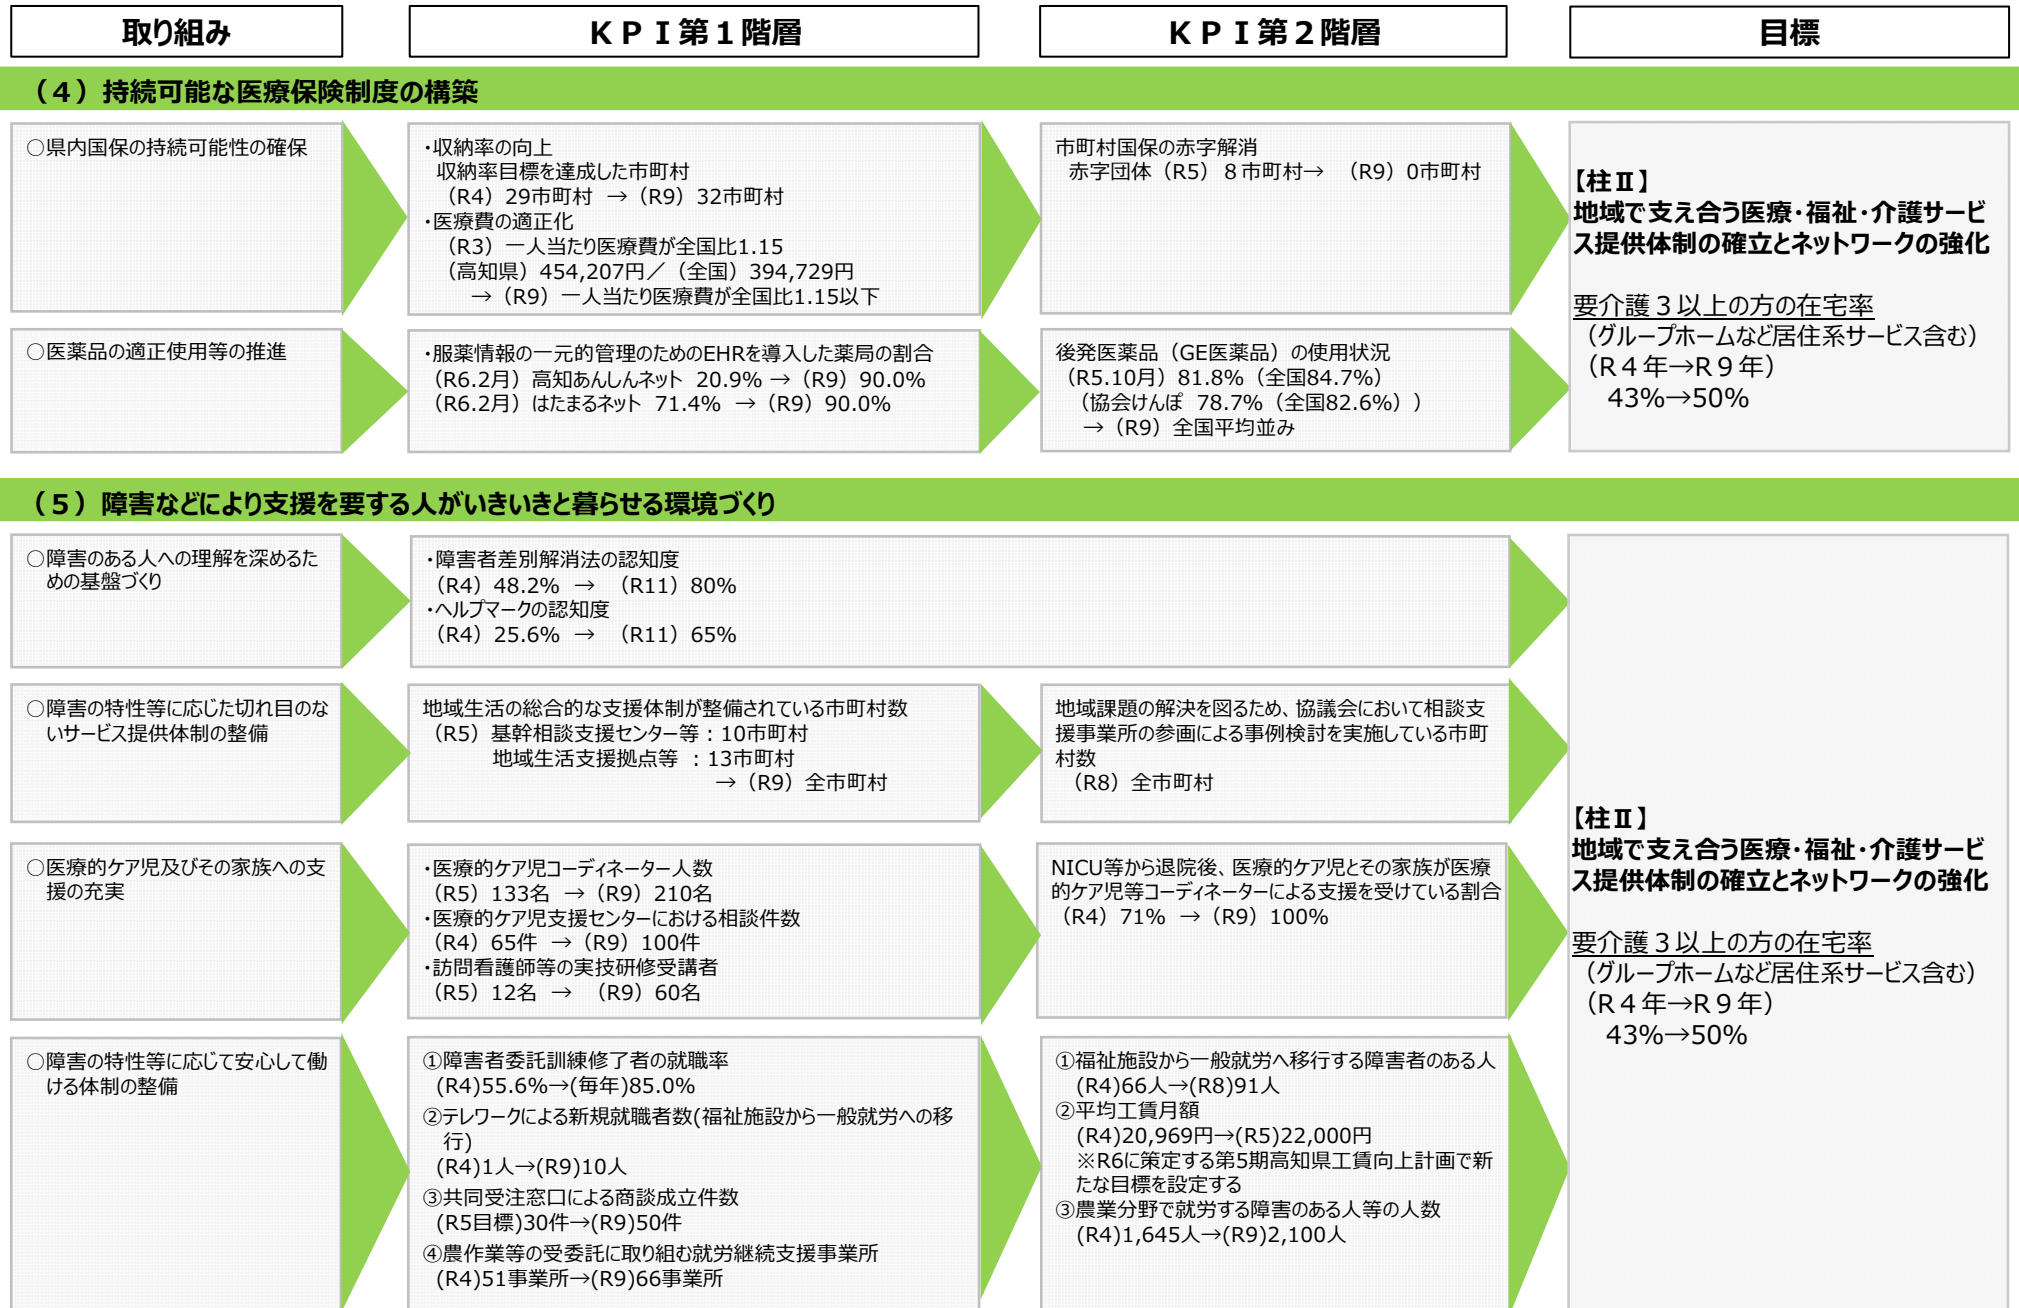 取り組み
KPI第1階層
KPI第2階層
目標
（4）持続可能な医療保険制度の構築
○県内国保の持続可能性の確保
・収納率の向上
収納率目標を達成した市町村
（R4）29市町村 →（R9）32市町村
・医療費の適正化
（R3）一人当たり医療費が全国比1.15
（高知県）454,207円／（全国）394,729円
→（R9）一人当たり医療費が全国比1.15以下
市町村国保の赤字解消
赤字団体（R5）8市町村→ （R9）0市町村
○医薬品の適正使用等の推進
・服薬情報の一元的管理のためのEHRを導入した薬局の割合
（R6.2月）高知あんしんネット 20.9% →（R9）90.0%
（R6.2月）はたまるネット 71.4% →（R9）90.0%
後発医薬品（GE医薬品）の使用状況
（R5.10月）81.8%（全国84.7%）
（協会けんぽ 78.7%（全国82.6%））
→（R9）全国平均並み
【柱Ⅱ】
地域で支え合う医療・福祉・介護サービ
ス提供体制の確立とネットワークの強化
要介護３以上の方の在宅率
（グループホームなど居住系サービス含む）
（R４年→R９年）
43%→50%
（5）障害などにより支援を要する人がいきいきと暮らせる環境づくり
○障害のある人への理解を深めるた
めの基盤づくり
・障害者差別解消法の認知度
（R4）48.2% → （R11）80%
・ヘルプマークの認知度
（R4）25.6% → （R11）65%
○障害の特性等に応じた切れ目のな
いサービス提供体制の整備
地域生活の総合的な支援体制が整備されている市町村数
（R5）基幹相談支援センター等：10市町村
地域生活支援拠点等 ：13市町村
→（R9）全市町村
地域課題の解決を図るため、協議会において相談支
援事業所の参画による事例検討を実施している市町
村数
（R8）全市町村
○医療的ケア児及びその家族への支
援の充実
・医療的ケア児コーディネーター人数
（R5）133名 →（R9）210名
・医療的ケア児支援センターにおける相談件数
（R4）65件 →（R9）100件
・訪問看護師等の実技研修受講者
（R5）12名 → （R9）60名
NICU等から退院後、医療的ケア児とその家族が医療
的ケア児等コーディネーターによる支援を受けている割合
（R4）71% →（R9）100%
○障害の特性等に応じて安心して働
ける体制の整備
①障害者委託訓練修了者の就職率
(R4)55.6%→(毎年)85.0%
②テレワークによる新規就職者数(福祉施設から一般就労への移
行)
(R4)1人→(R9)10人
③共同受注窓口による商談成立件数
(R5目標)30件→(R9)50件
④農作業等の受委託に取り組む就労継続支援事業所
(R4)51事業所→(R9)66事業所
①福祉施設から一般就労へ移行する障害者のある人
(R4)66人→(R8)91人
②平均工賃月額
(R4)20,969円→(R5)22,000円
※R6に策定する第5期高知県工賃向上計画で新
たな目標を設定する
③農業分野で就労する障害のある人等の人数
(R4)1,645人→(R9)2,100人
【柱Ⅱ】
地域で支え合う医療・福祉・介護サービ
ス提供体制の確立とネットワークの強化
要介護３以上の方の在宅率
（グループホームなど居住系サービス含む）
（R４年→R９年）
43%→50%